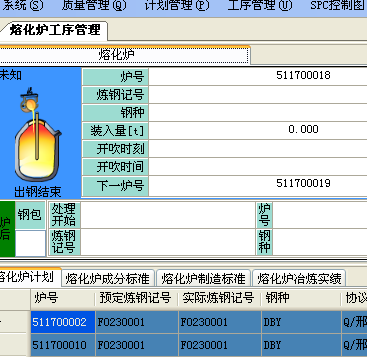 系统(S) 质量管理(Q) 计划管理(P) 工序管理(U) SPC控制图
熔化炉工序管理
熔化炉
未知
炉号 511700018
炼钢记号
钢种
装入量[t] 0.000
开吹时刻
开吹时间
下一炉号 511700019
出钢结束
炉后 钢包 处理开始 炉号
炼钢记号 钢种
熔化炉计划 熔化炉成分标准 熔化炉制造标准 熔化炉冶炼实绩
炉号 预定炼钢记号 实际炼钢记号 钢种 协议
511700002 F0230001 F0230001 DBY Q/邢
511700010 F0230001 F0230001 DBY Q/邢